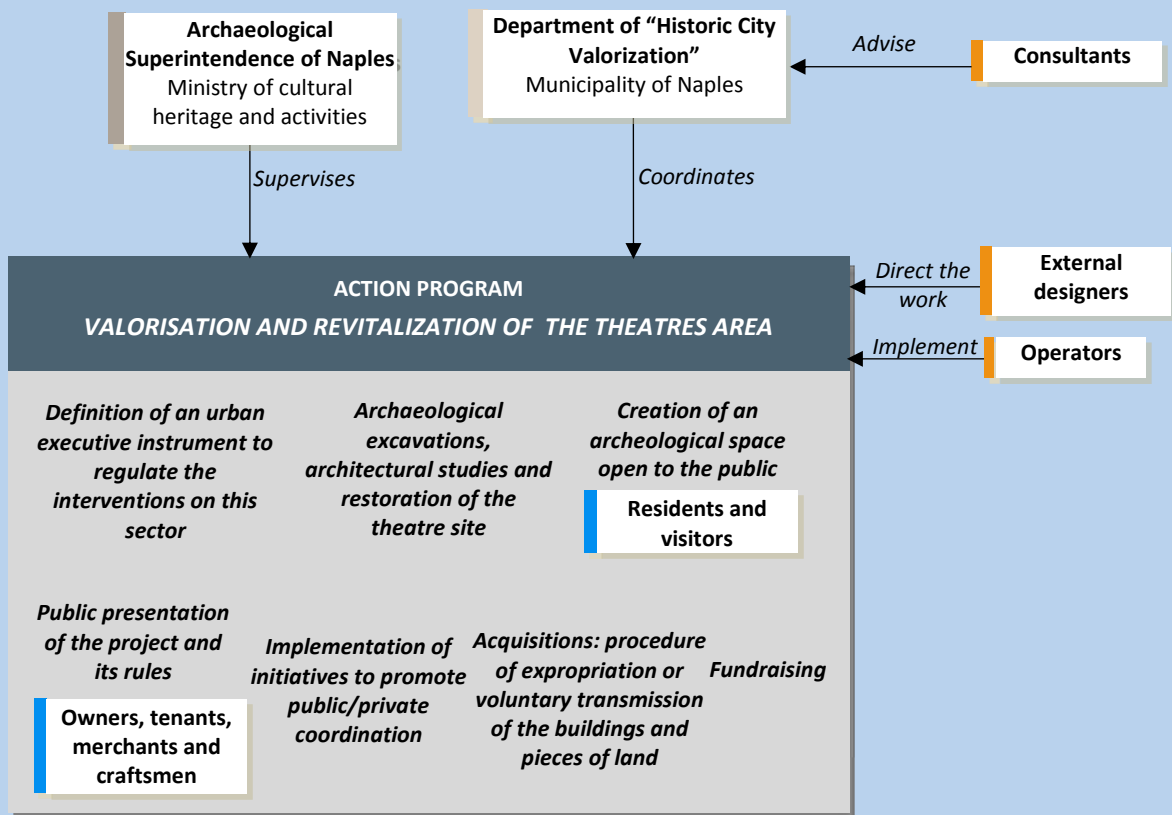 Archaeological
Superintendence of Naples
Ministry of cultural
heritage and activities
Department of “Historic City
Valorization”
Municipality of Naples
Advise
Consultants
Supervises
Coordinates
ACTION PROGRAM
VALORISATION AND REVITALIZATION OF THE THEATRES AREA
Direct the
work
External
designers
Implement
Operators
Definition of an urban
executive instrument to
regulate the
interventions on this
sector
Archaeological
excavations,
architectural studies and
restoration of the
theatre site
Creation of an
archeological space
open to the public
Residents and
visitors
Public presentation
of the project and
its rules
Owners, tenants,
merchants and
craftsmen
Implementation of
initiatives to promote
public/private
coordination
Acquisitions: procedure
of expropriation or
voluntary transmission
of the buildings and
pieces of land
Fundraising